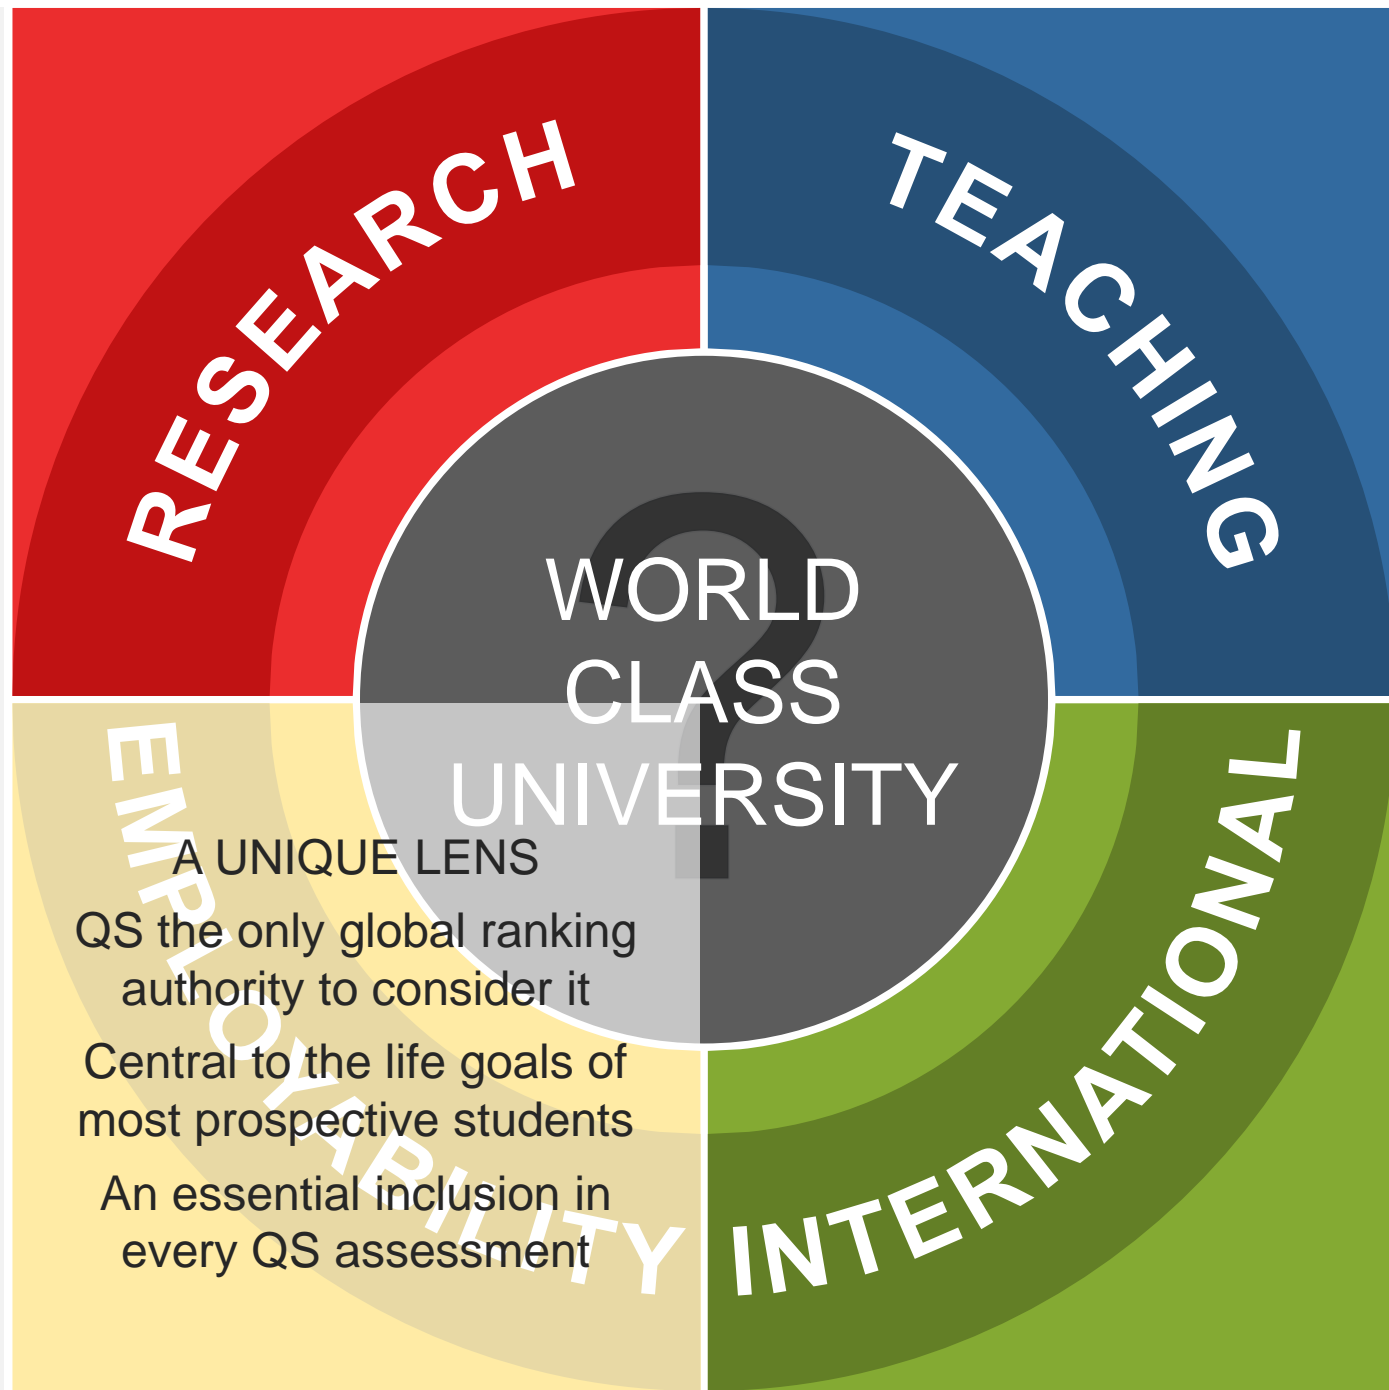 RESEARCH
TEACHING
?
WORLD
CLASS
UNIVERSITY
EMPLOYABILITY
A UNIQUE LENS
QS the only global ranking
authority to consider it
Central to the life goals of
most prospective students
An essential inclusion in
every QS assessment
INTERNATIONAL